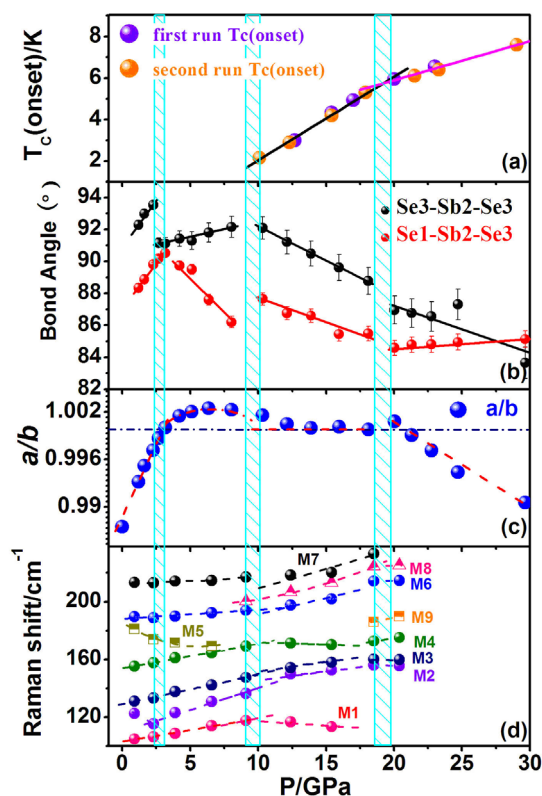 first run Tc(onset)
second run Tc(onset)
T_C(onset)/K
8
6
4
2
(a)
Bond Angle (°)
94
92
90
88
86
84
82
Se3-Sb2-Se3
Se1-Sb2-Se3
(b)
a/b
1.002
0.996
0.99
a/b
(c)
Raman shift/cm⁻¹
200
160
120
M7
M8
M6
M5
M9
M4
M3
M2
M1
(d)
0 5 10 15 20 25 30
P/GPa